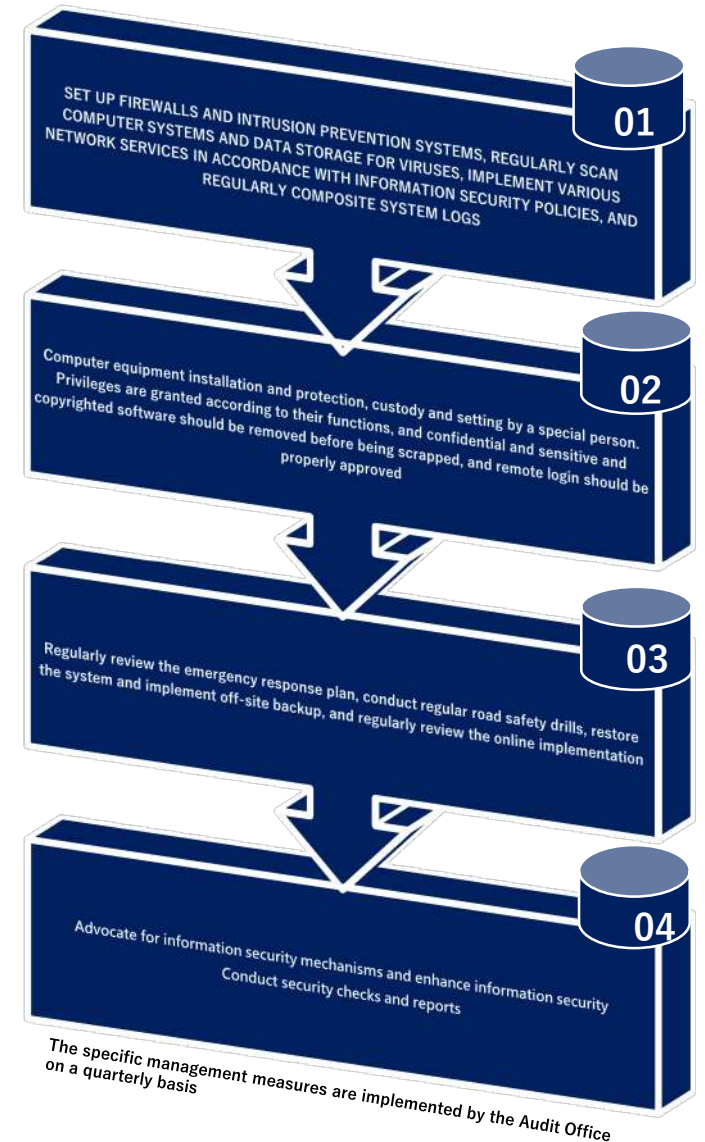 01
SET UP FIREWALLS AND INTRUSION PREVENTION SYSTEMS, REGULARLY SCAN
COMPUTER SYSTEMS AND DATA STORAGE FOR VIRUSES, IMPLEMENT VARIOUS
NETWORK SERVICES IN ACCORDANCE WITH INFORMATION SECURITY POLICIES, AND
REGULARLY COMPOSITE SYSTEM LOGS
02
Computer equipment installation and protection, custody and setting by a special person.
Privileges are granted according to their functions, and confidential and sensitive and
copyrighted software should be removed before being scrapped, and remote login should be
properly approved
03
Regularly review the emergency response plan, conduct regular road safety drills, restore
the system and implement off-site backup, and regularly review the online implementation
04
Advocate for information security mechanisms and enhance information security
Conduct security checks and reports
The specific management measures are implemented by the Audit Office
on a quarterly basis